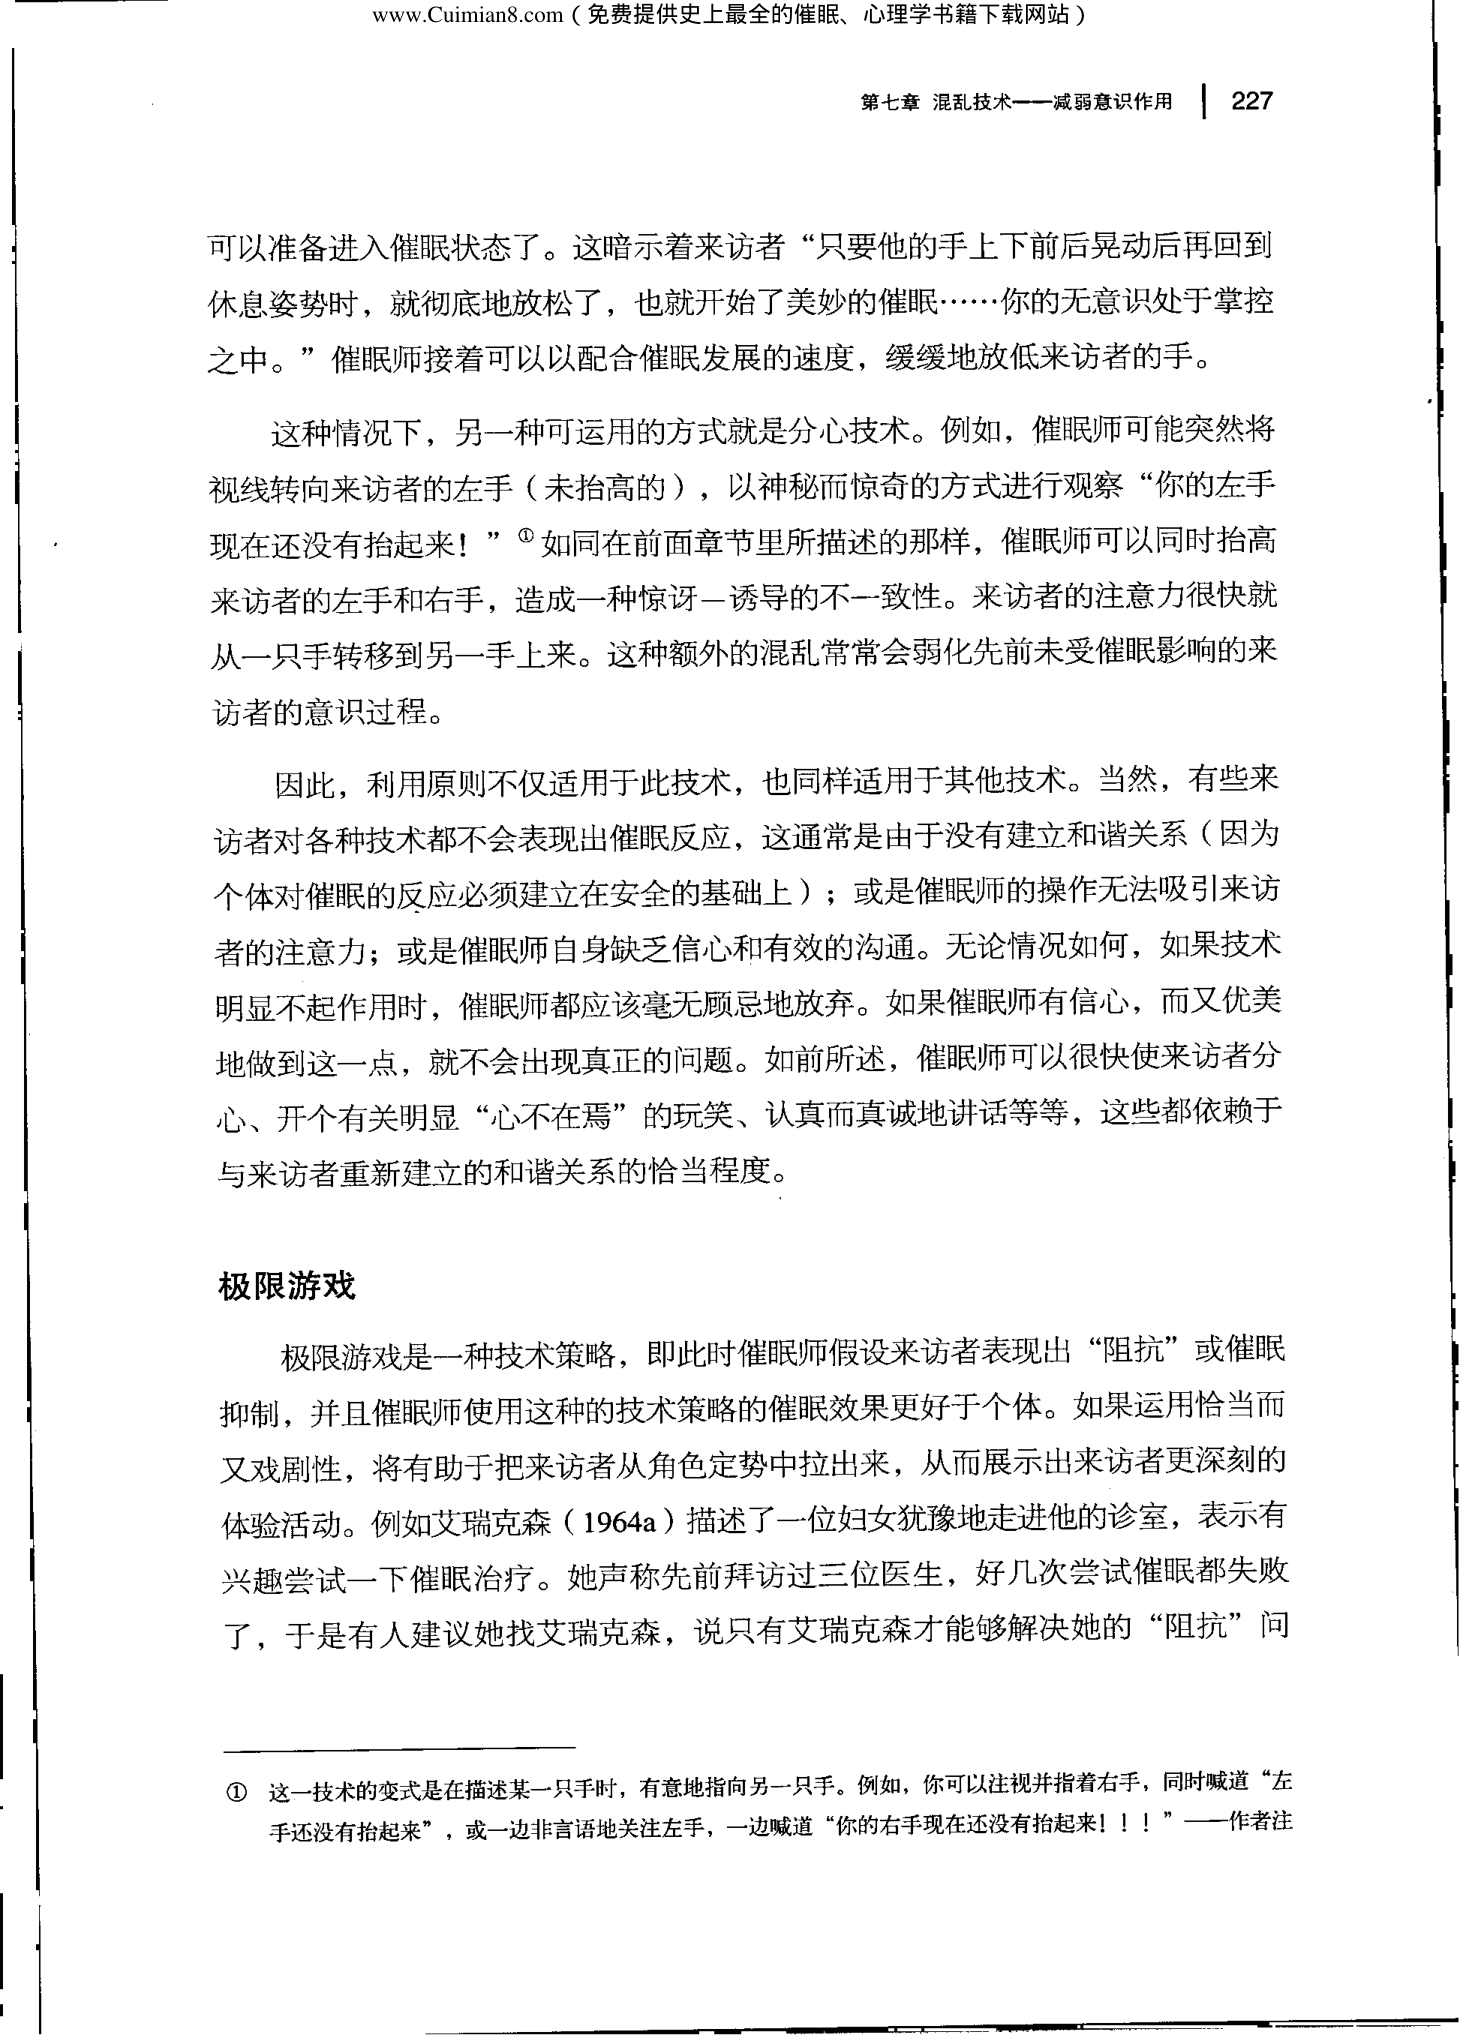 www.Cuimian8.com（免费提供史上最全的催眠、心理学书籍下载网站）
第七章 混乱技术——减弱意识作用 227
可以准备进入催眠状态了。这暗示着来访者“只要他的手上下前后晃动后再回到
休息姿势时，就彻底地放松了，也就开始了美妙的催眠……你的无意识处于掌控
之中。”催眠师接着可以以配合催眠发展的速度，缓缓地放低来访者的手。
这种情况下，另一种可运用的方式就是分心技术。例如，催眠师可能突然将
视线转向来访者的左手（未抬高的），以神秘而惊奇的方式进行观察“你的左手
现在还没有抬起来！”①如同在前面章节里所描述的那样，催眠师可以同时抬高
来访者的左手和右手，造成一种惊讶－诱导的不一致性。来访者的注意力很快就
从一只手转移到另一手上来。这种额外的混乱常常会弱化先前未受催眠影响的来
访者的意识过程。
因此，利用原则不仅适用于此技术，也同样适用于其他技术。当然，有些来
访者对各种技术都不会表现出催眠反应，这通常是由于没有建立和谐关系（因为
个体对催眠的反应必须建立在安全的基础上）；或是催眠师的操作无法吸引来访
者的注意力；或是催眠师自身缺乏信心和有效的沟通。无论情况如何，如果技术
明显不起作用时，催眠师都应该毫无顾忌地放弃。如果催眠师有信心，而又优美
地做到这一点，就不会出现真正的问题。如前所述，催眠师可以很快使来访者分
心、开个有关明显“心不在焉”的玩笑、认真而真诚地讲话等等，这些都依赖于
与来访者重新建立的和谐关系的恰当程度。
极限游戏
极限游戏是一种技术策略，即此时催眠师假设来访者表现出“阻抗”或催眠
抑制，并且催眠师使用这种的技术策略的催眠效果更好于个体。如果运用恰当而
又戏剧性，将有助于把来访者从角色定势中拉出来，从而展示出来访者更深刻的
体验活动。例如艾瑞克森（1964a）描述了一位妇女犹豫地走进他的诊室，表示有
兴趣尝试一下催眠治疗。她声称先前拜访过三位医生，好几次尝试催眠都失败
了，于是有人建议她找艾瑞克森，说只有艾瑞克森才能够解决她的“阻抗”问
① 这一技术的变式是在描述某一只手时，有意地指向另一只手。例如，你可以注视并指着右手，同时喊道“左
手还没有抬起来”，或一边非言语地关注左手，一边喊道“你的右手现在还没有抬起来！！！”——作者注